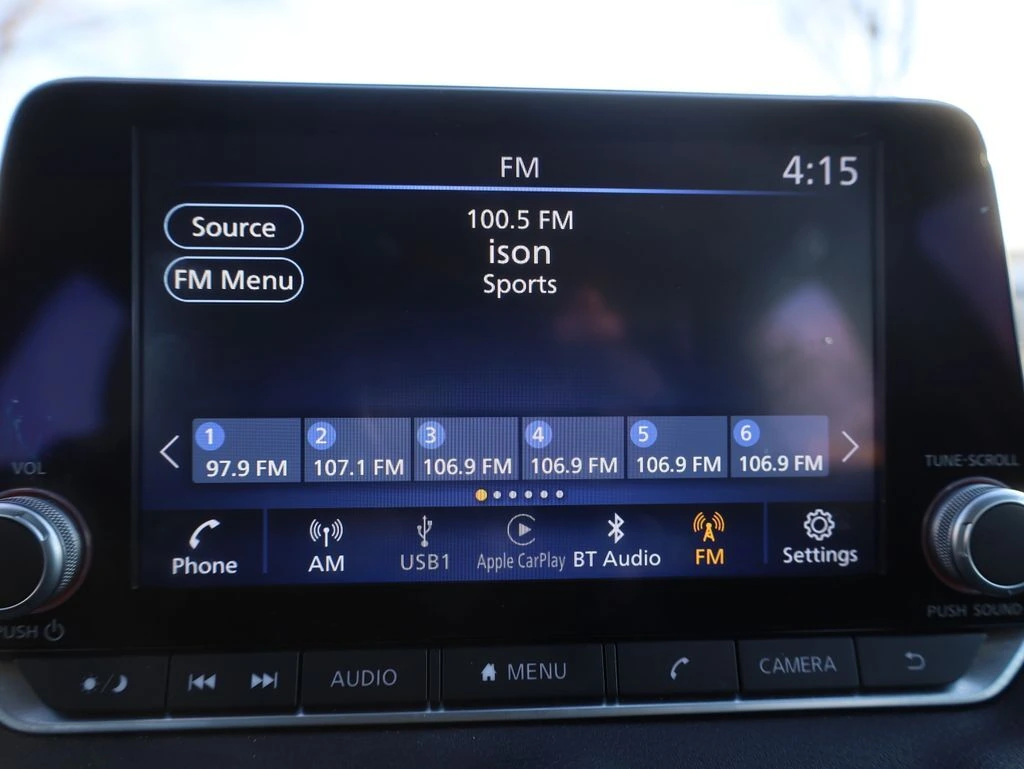 FM
4:15
Source
100.5 FM
ison
FM Menu
Sports
1
2
3
4
5
6
97.9 FM
107.1 FM
106.9 FM
106.9 FM
106.9 FM
106.9 FM
VOL
TUNE·SCROLL
Phone
AM
USB1
Apple CarPlay
BT Audio
FM
Settings
PUSH
PUSH SOUND
AUDIO
MENU
CAMERA